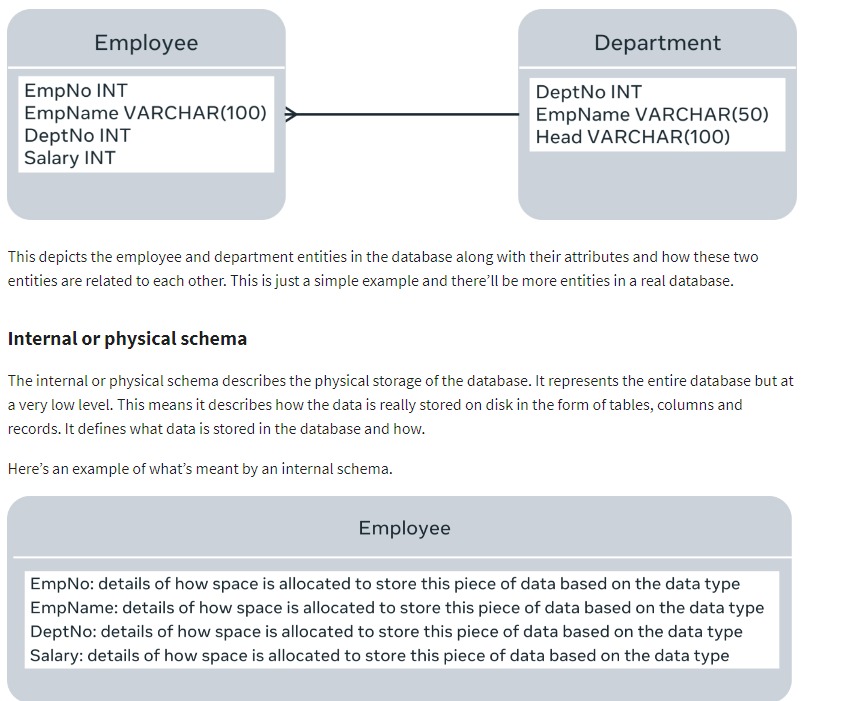 Employee
EmpNo INT
EmpName VARCHAR(100)
DeptNo INT
Salary INT
Department
DeptNo INT
EmpName VARCHAR(50)
Head VARCHAR(100)
This depicts the employee and department entities in the database along with their attributes and how these two
entities are related to each other. This is just a simple example and there’ll be more entities in a real database.
Internal or physical schema
The internal or physical schema describes the physical storage of the database. It represents the entire database but at
a very low level. This means it describes how the data is really stored on disk in the form of tables, columns and
records. It defines what data is stored in the database and how.
Here’s an example of what’s meant by an internal schema.
Employee
EmpNo: details of how space is allocated to store this piece of data based on the data type
EmpName: details of how space is allocated to store this piece of data based on the data type
DeptNo: details of how space is allocated to store this piece of data based on the data type
Salary: details of how space is allocated to store this piece of data based on the data type